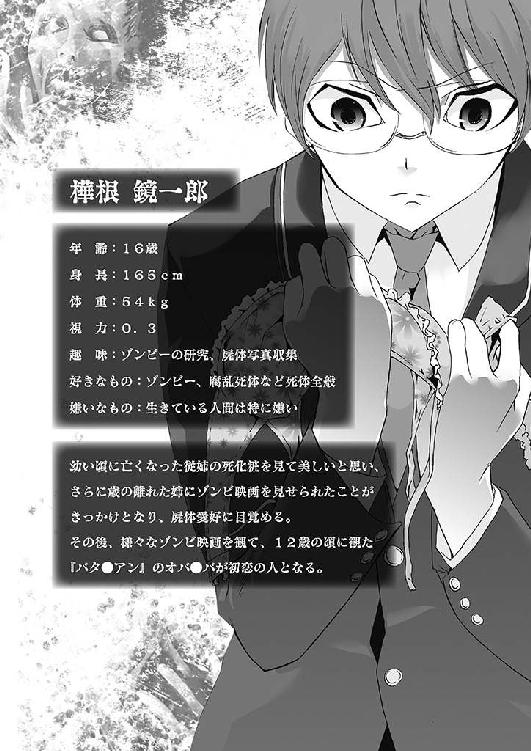 樺根 鏡一郎
年 齢：１６歳
身 長：１６５ｃｍ
体 重：５４ｋｇ
視 力：０．３
趣 味：ゾンビーの研究、屍体写真収集
好きなもの：ゾンビー、腐乱死体など死体全般
嫌いなもの：生きている人間は特に嫌い
幼い頃に亡くなった従姉の死化粧を見て美しいと思い、
さらに歳の離れた姉にゾンビ映画を見せられたことが
きっかけとなり、屍体愛好に目覚める。
その後、様々なゾンビ映画を観て、１２歳の頃に観た
『バタ●アン』のオバ●バが初恋の人となる。